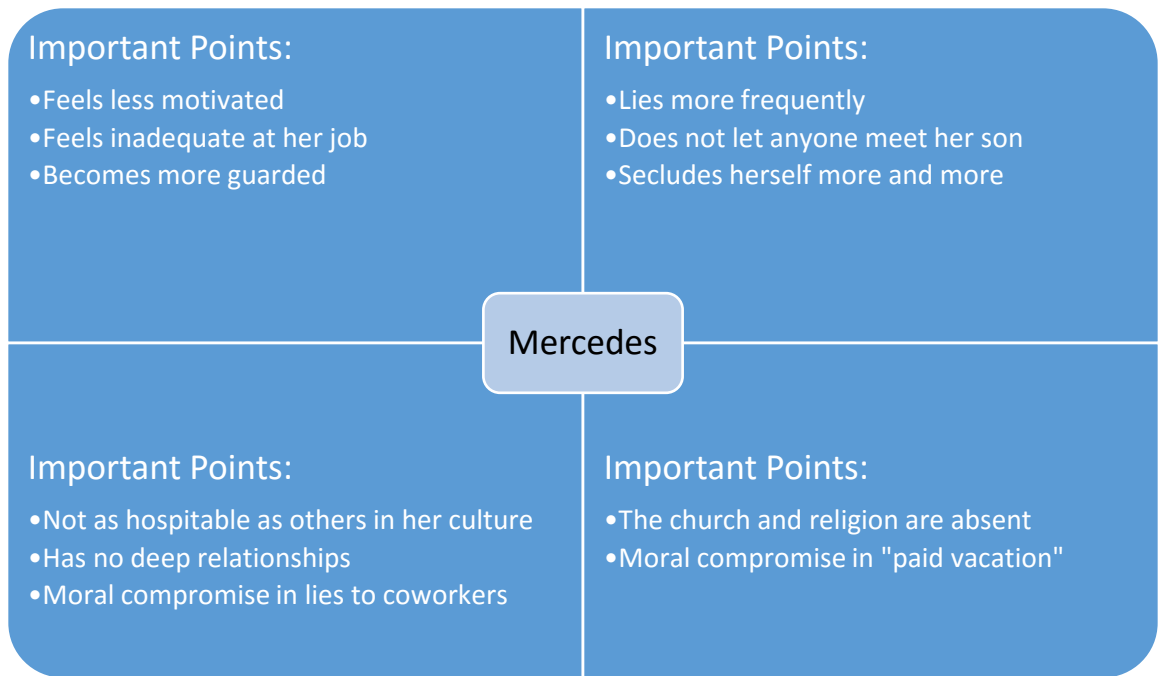 Important Points:
•Feels less motivated
•Feels inadequate at her job
•Becomes more guarded
Important Points:
•Lies more frequently
•Does not let anyone meet her son
•Secludes herself more and more
Mercedes
Important Points:
•Not as hospitable as others in her culture
•Has no deep relationships
•Moral compromise in lies to coworkers
Important Points:
•The church and religion are absent
•Moral compromise in "paid vacation"